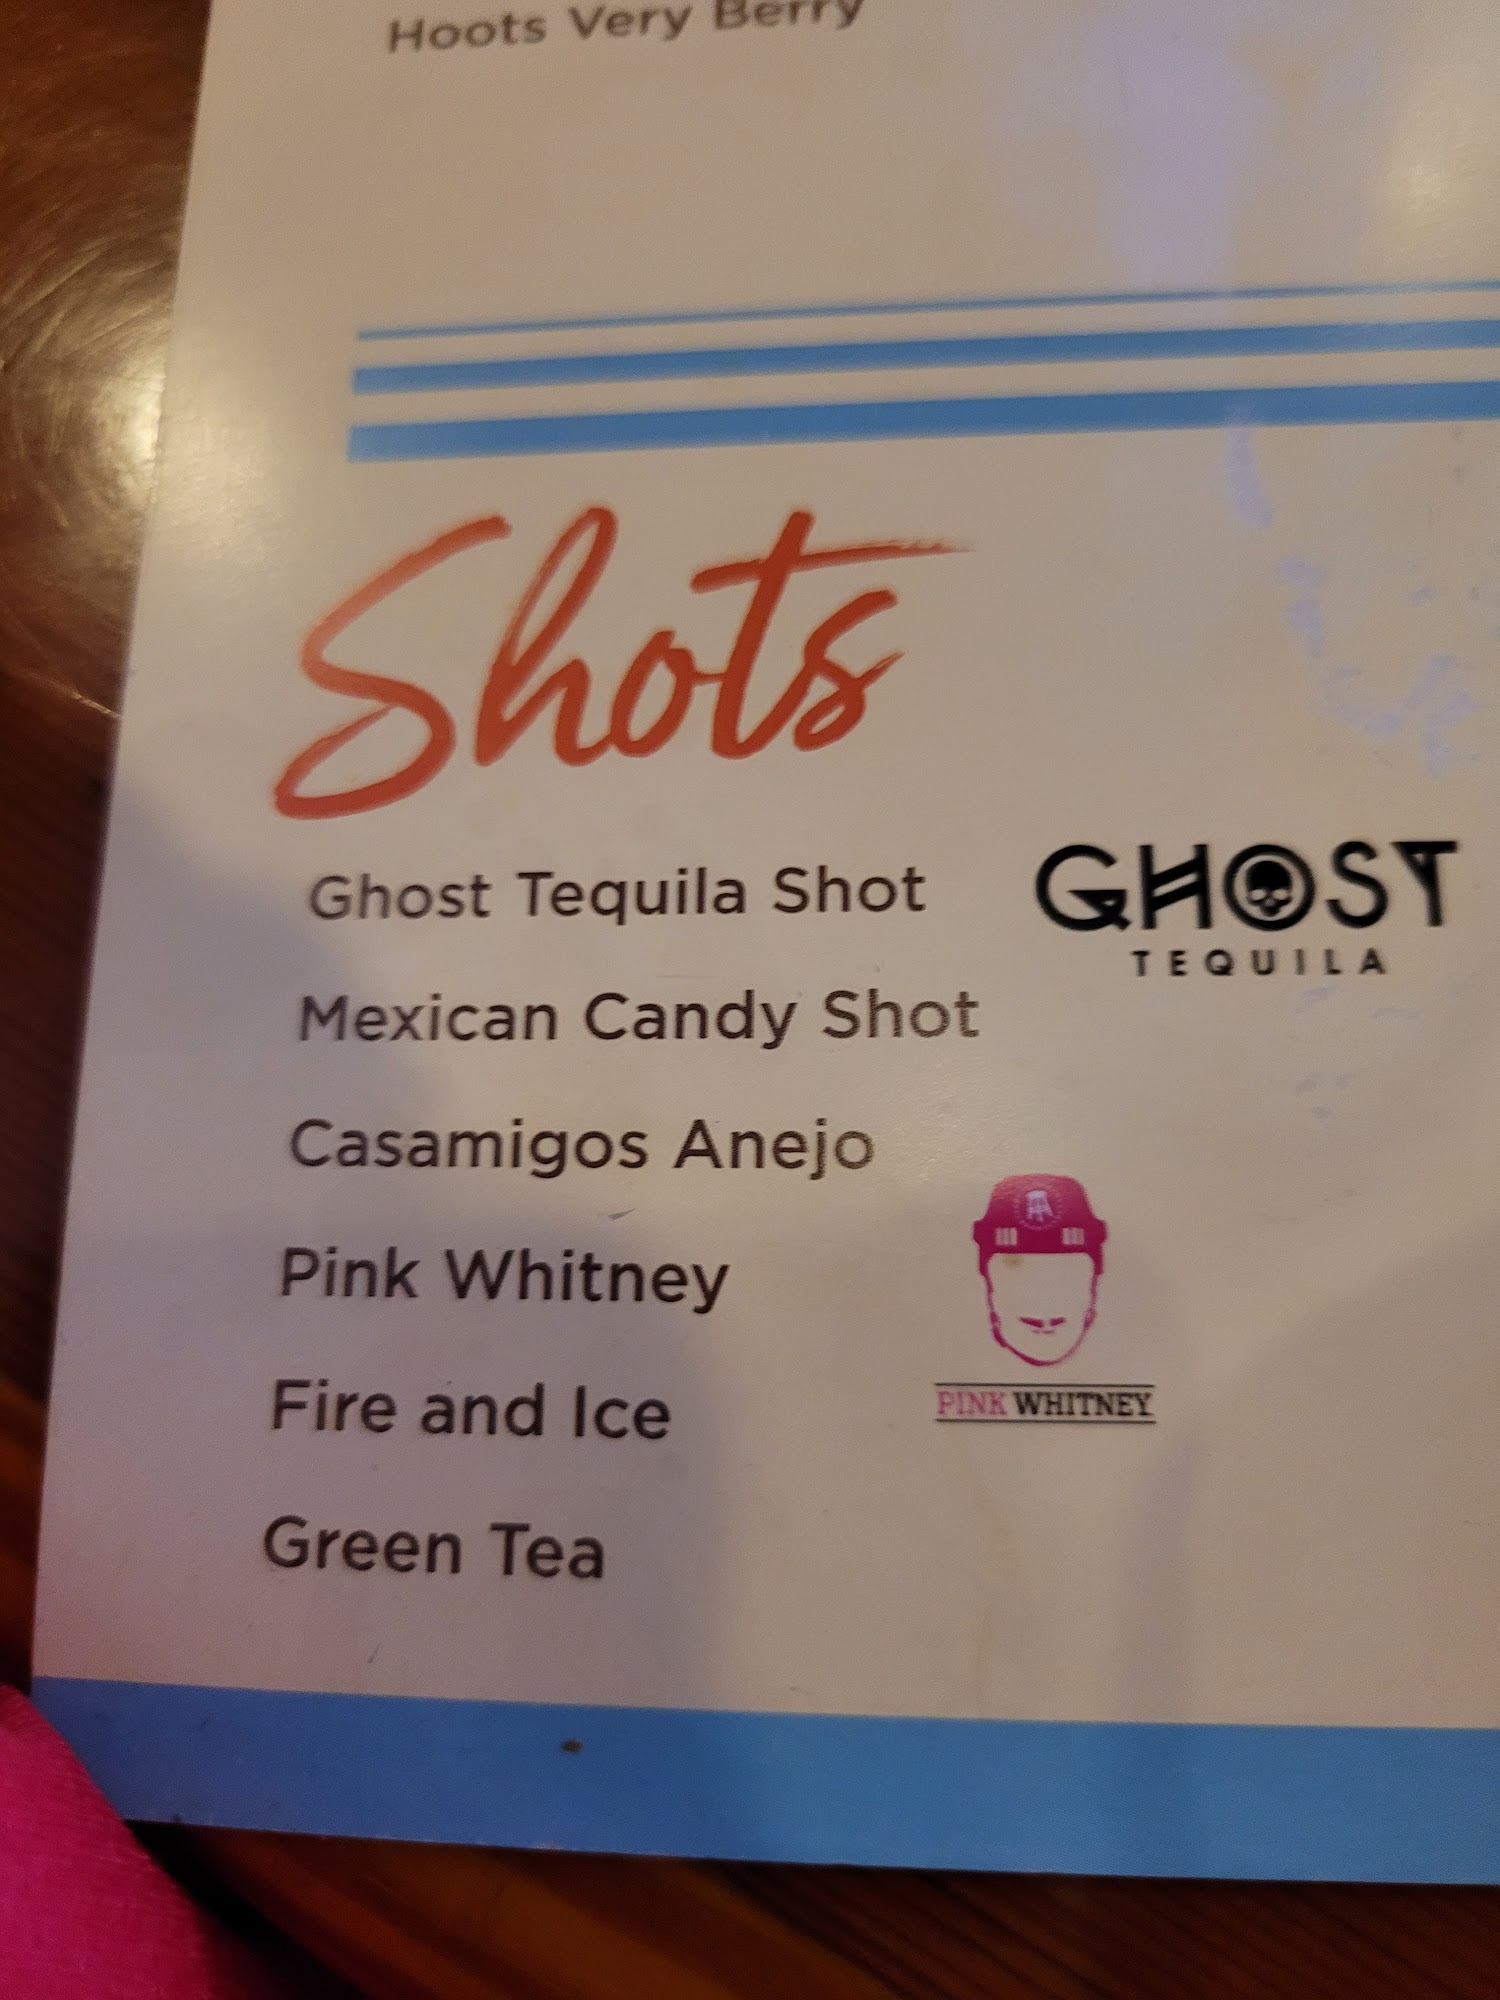 Hoots Very Berry
Shots
Ghost Tequila Shot
GHOST
TEQUILA
Mexican Candy Shot
Casamigos Anejo
Pink Whitney
PINK WHITNEY
Fire and Ice
Green Tea